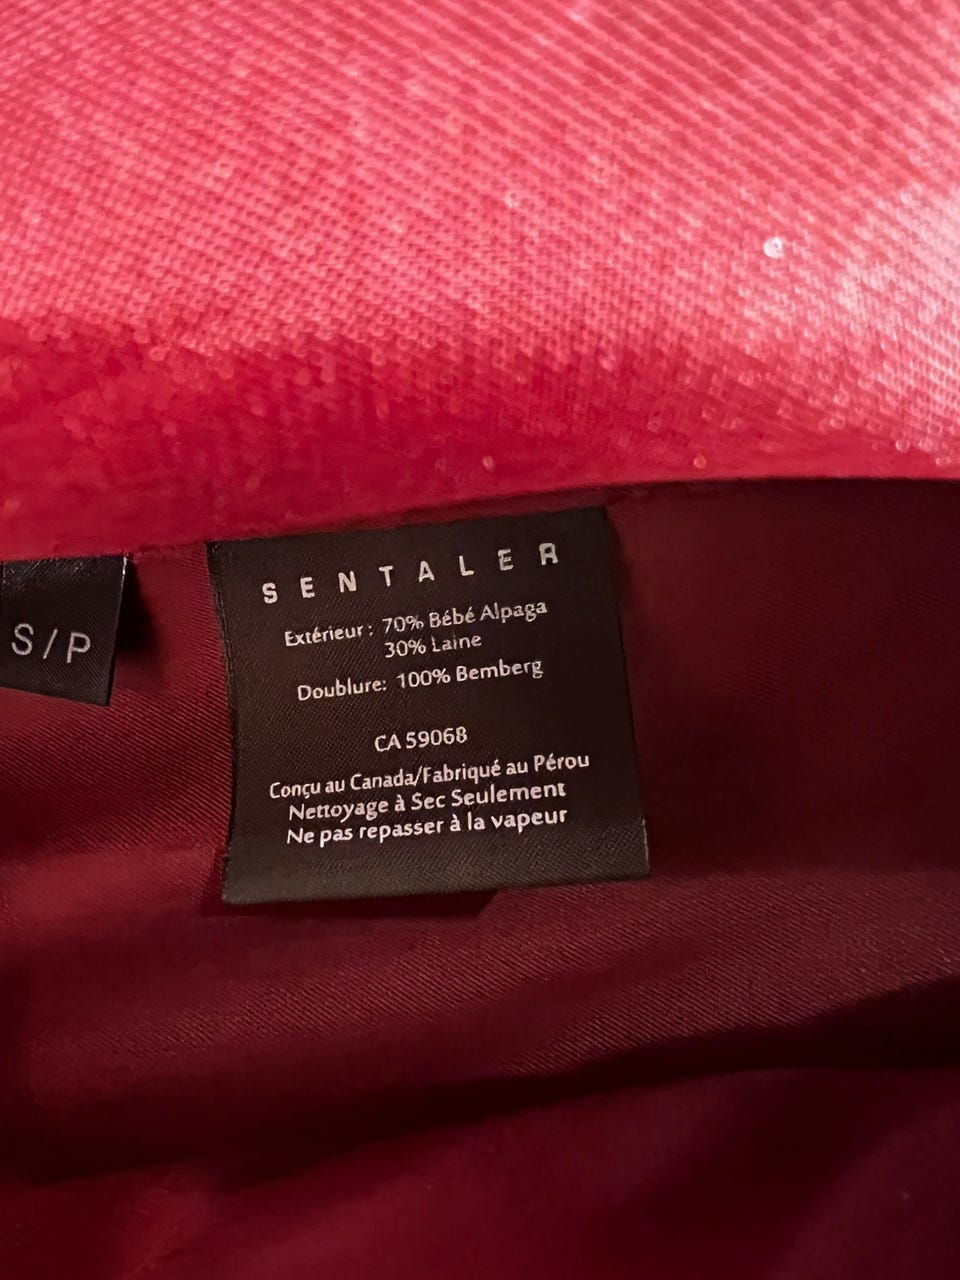 SENTALER
Extérieur: 70% Bébé Alpaga
30% Laine
Doublure: 100% Bemberg
CA 59068
Conçu au Canada/Fabriqué au Pérou
Nettoyage à Sec Seulement
Ne pas repasser à la vapeur
S/P